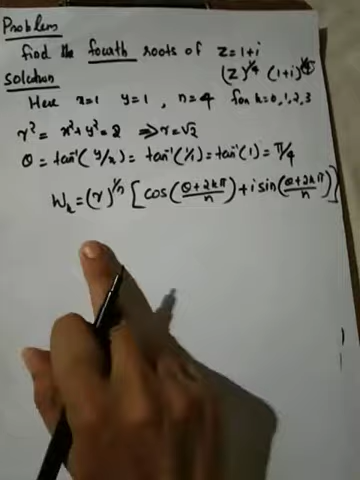 Problem
find the fourth roots of z=1+i
Solution (z)^1/4 (1+i)^1/4
Here x=1 y=1 , n=4 for k=0,1,2,3
r²= x²+y²=2 ⇒r=√2
θ = tan⁻¹(y/x) = tan⁻¹(1/1)=tan⁻¹(1)=π/4
W_k=(r)^1/n [cos(θ+2kπ/n)+i sin(θ+2kπ/n)]